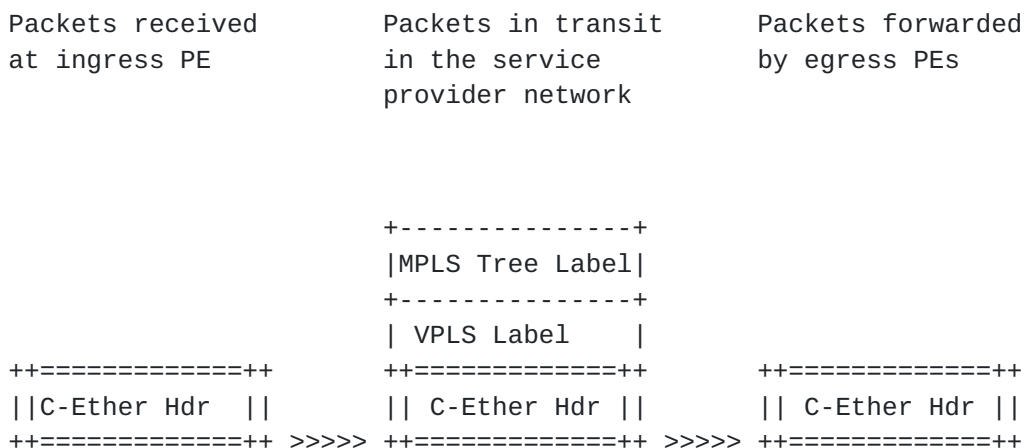 Packets received        Packets in transit      Packets forwarded
at ingress PE           in the service          by egress PEs
                        provider network



                        +---------------+
                        |MPLS Tree Label|
                        +---------------+
                        | VPLS Label    |
++=============++       ++=============++       ++=============++
||C-Ether Hdr  ||       || C-Ether Hdr ||       || C-Ether Hdr ||
++=============++ >>>>> ++=============++ >>>>> ++=============++